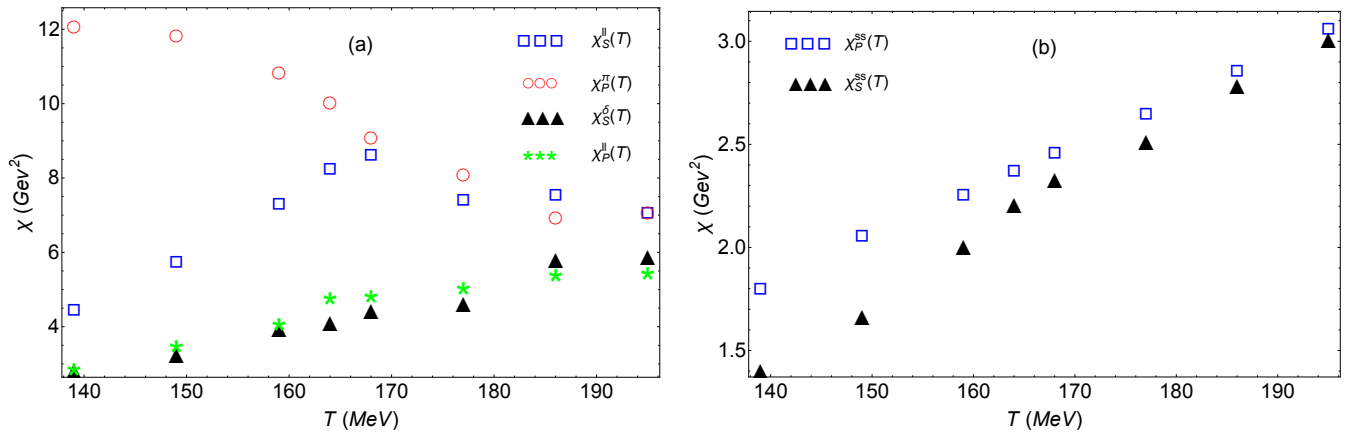 (a)
χ_S^ll(T)
χ_P^π(T)
χ_S^δ(T)
χ_P^ll(T)
12
10
8
6
4
χ (Gev²)
140 150 160 170 180 190
T (MeV)
(b)
χ_P^ss(T)
χ_S^ss(T)
3.0
2.5
2.0
1.5
χ (Gev²)
140 150 160 170 180 190
T (MeV)